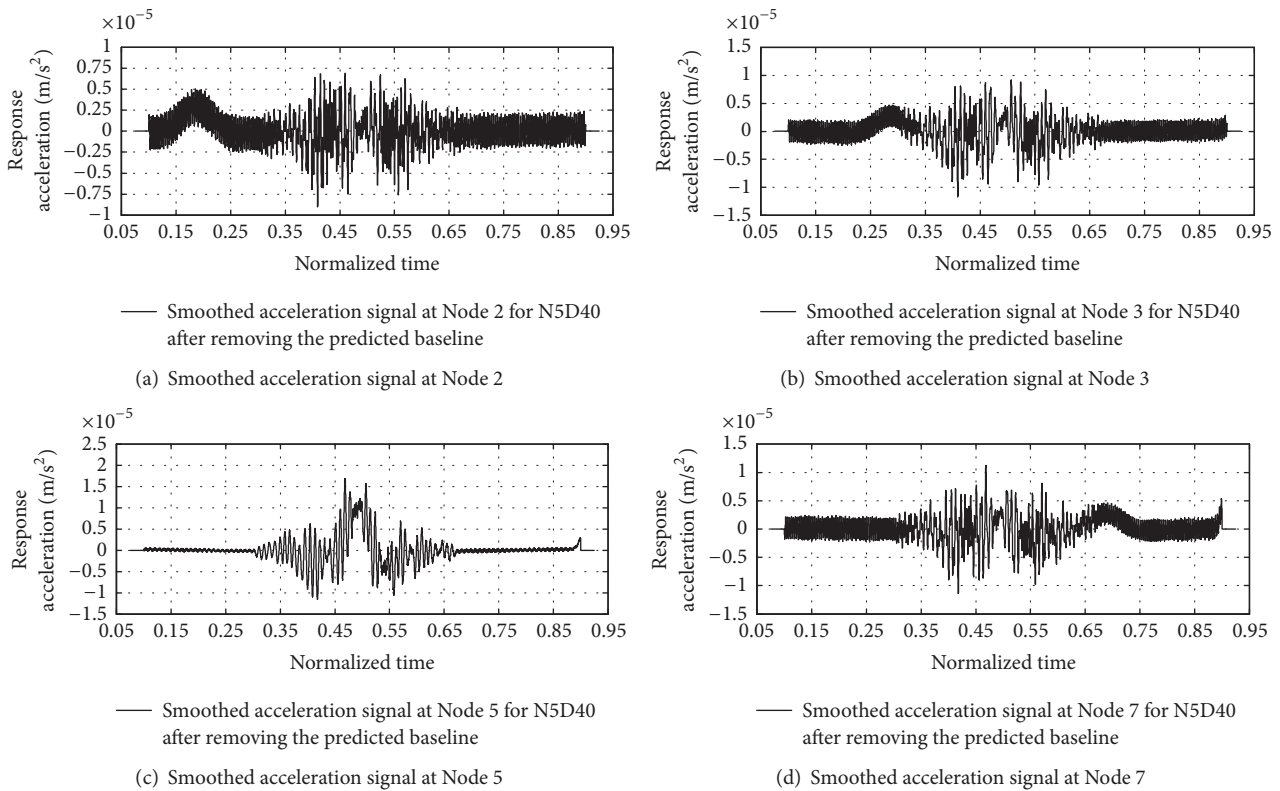 ×10⁻⁵
Response
acceleration (m/s²)
1
0.75
0.5
0.25
0
−0.25
−0.5
−0.75
−1
0.05 0.15 0.25 0.35 0.45 0.55 0.65 0.75 0.85 0.95
Normalized time
Smoothed acceleration signal at Node 2 for N5D40
after removing the predicted baseline
(a) Smoothed acceleration signal at Node 2
×10⁻⁵
Response
acceleration (m/s²)
1.5
1
0.5
0
−0.5
−1
−1.5
0.05 0.15 0.25 0.35 0.45 0.55 0.65 0.75 0.85 0.95
Normalized time
Smoothed acceleration signal at Node 3 for N5D40
after removing the predicted baseline
(b) Smoothed acceleration signal at Node 3
×10⁻⁵
Response
acceleration (m/s²)
2.5
2
1.5
1
0.5
0
−0.5
−1
−1.5
0.05 0.15 0.25 0.35 0.45 0.55 0.65 0.75 0.85 0.95
Normalized time
Smoothed acceleration signal at Node 5 for N5D40
after removing the predicted baseline
(c) Smoothed acceleration signal at Node 5
×10⁻⁵
Response
acceleration (m/s²)
1.5
1
0.5
0
−0.5
−1
−1.5
0.05 0.15 0.25 0.35 0.45 0.55 0.65 0.75 0.85 0.95
Normalized time
Smoothed acceleration signal at Node 7 for N5D40
after removing the predicted baseline
(d) Smoothed acceleration signal at Node 7